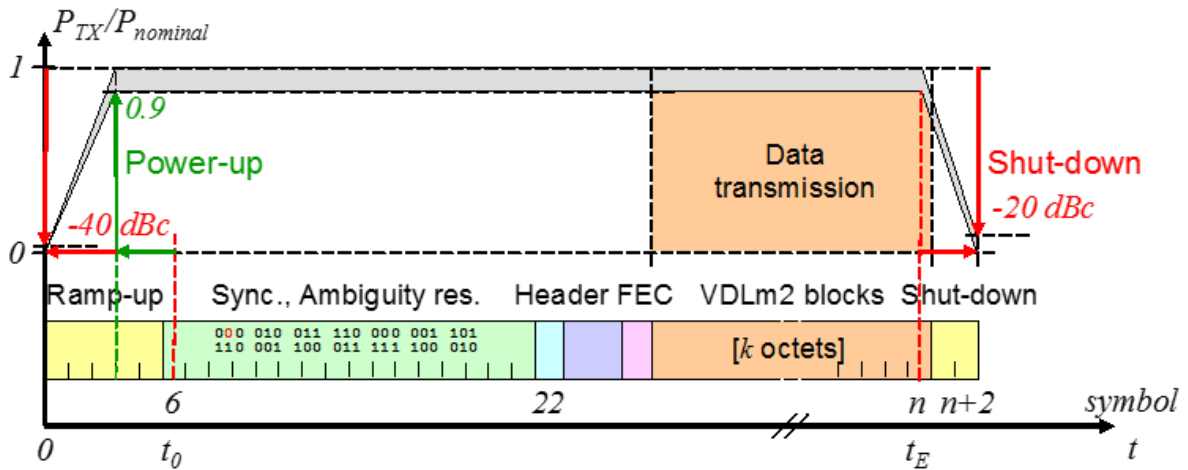 P_TX/P_nominal
1
0.9
Power-up
Data
transmission
Shut-down
-40 dBc
-20 dBc
0
Ramp-up Sync., Ambiguity res. Header FEC VDLm2 blocks Shut-down
000 010 011 110 000 001 101
110 001 100 011 111 100 010
[k octets]
6 22 n n+2 symbol
0 t_0 t_E t